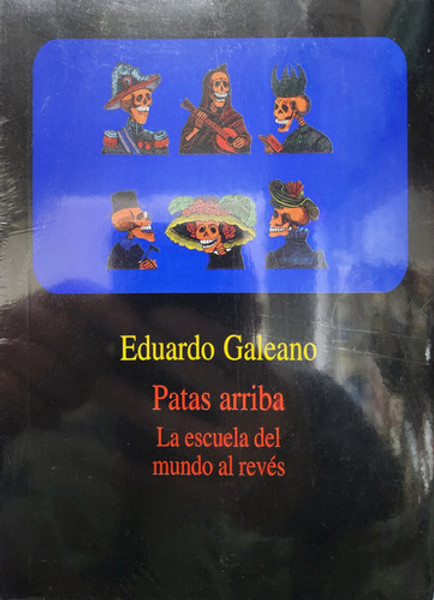 Eduardo Galeano
Patas arriba
La escuela del
mundo al revés